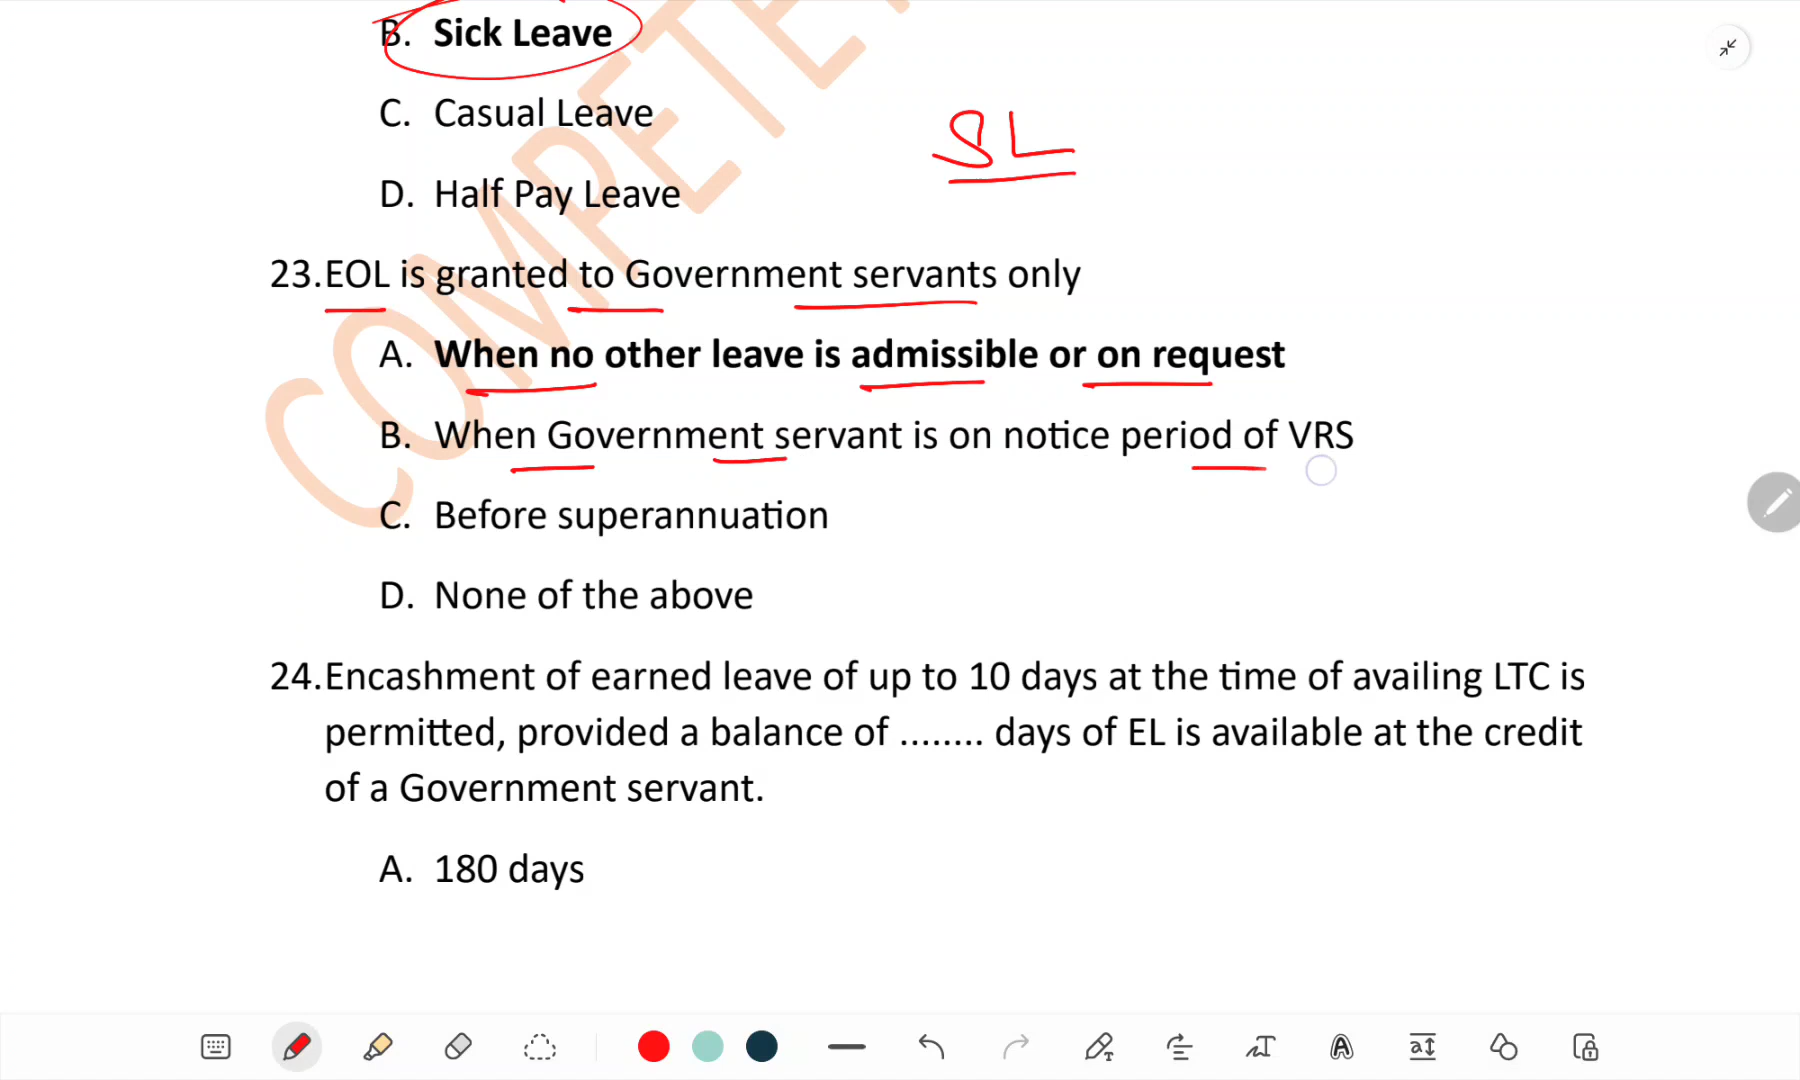 B. Sick Leave
C. Casual Leave
SL
D. Half Pay Leave
23.EOL is granted to Government servants only
A. When no other leave is admissible or on request
B. When Government servant is on notice period of VRS
C. Before superannuation
D. None of the above
24.Encashment of earned leave of up to 10 days at the time of availing LTC is
permitted, provided a balance of ........ days of EL is available at the credit
of a Government servant.
A. 180 days
COMPETE